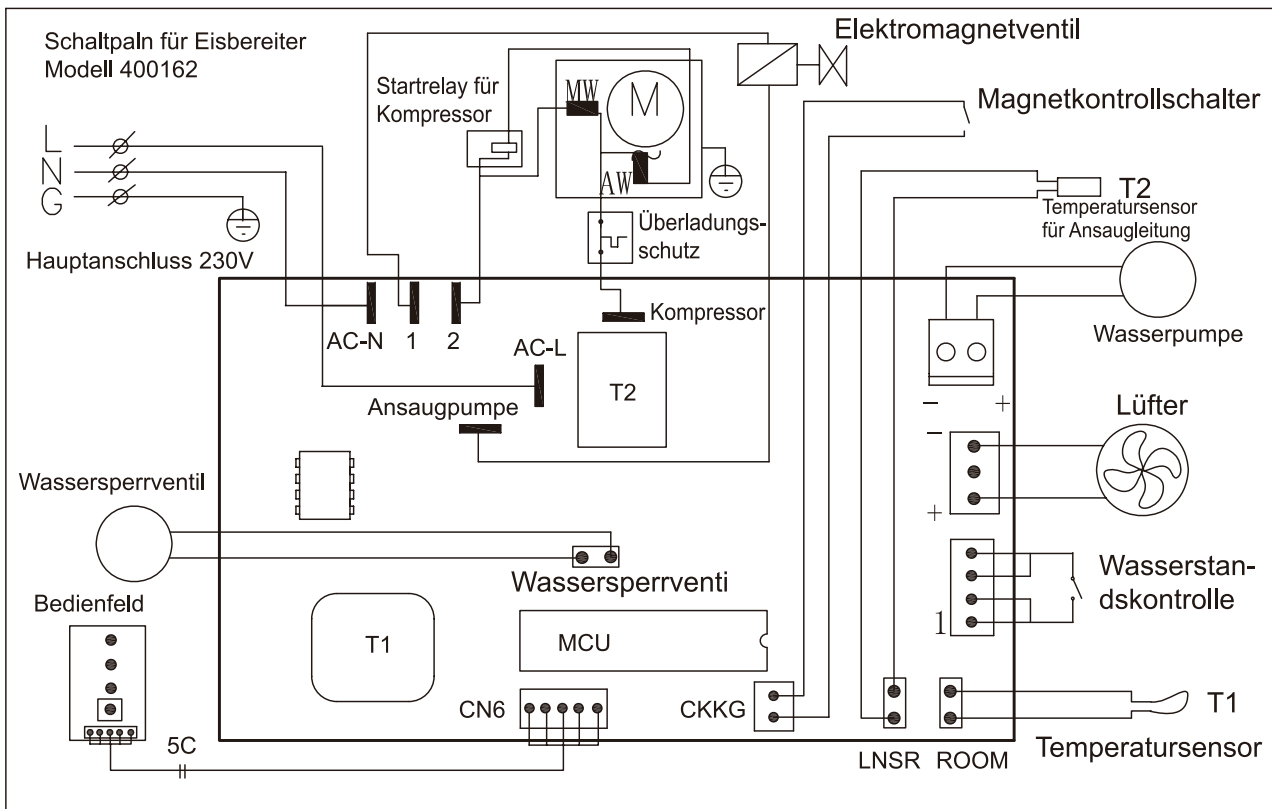 Schaltpaln für Eisbereiter
Modell 400162
Elektromagnetventil
Startrelay für
Kompressor
MW
M
AW
Magnetkontrollschalter
L
N
G
Hauptanschluss 230V
Überladungs-
schutz
T2
Temperatursensor
für Ansaugleitung
Wasserpumpe
AC-N
1
2
Kompressor
AC-L
T2
Ansaugpumpe
−
+
Lüfter
−
+
Wassersperrventil
Wassersperrventi
Wasserstan-
dskontrolle
1
Bedienfeld
T1
MCU
CN6
CKKG
5C
LNSR
ROOM
T1
Temperatursensor